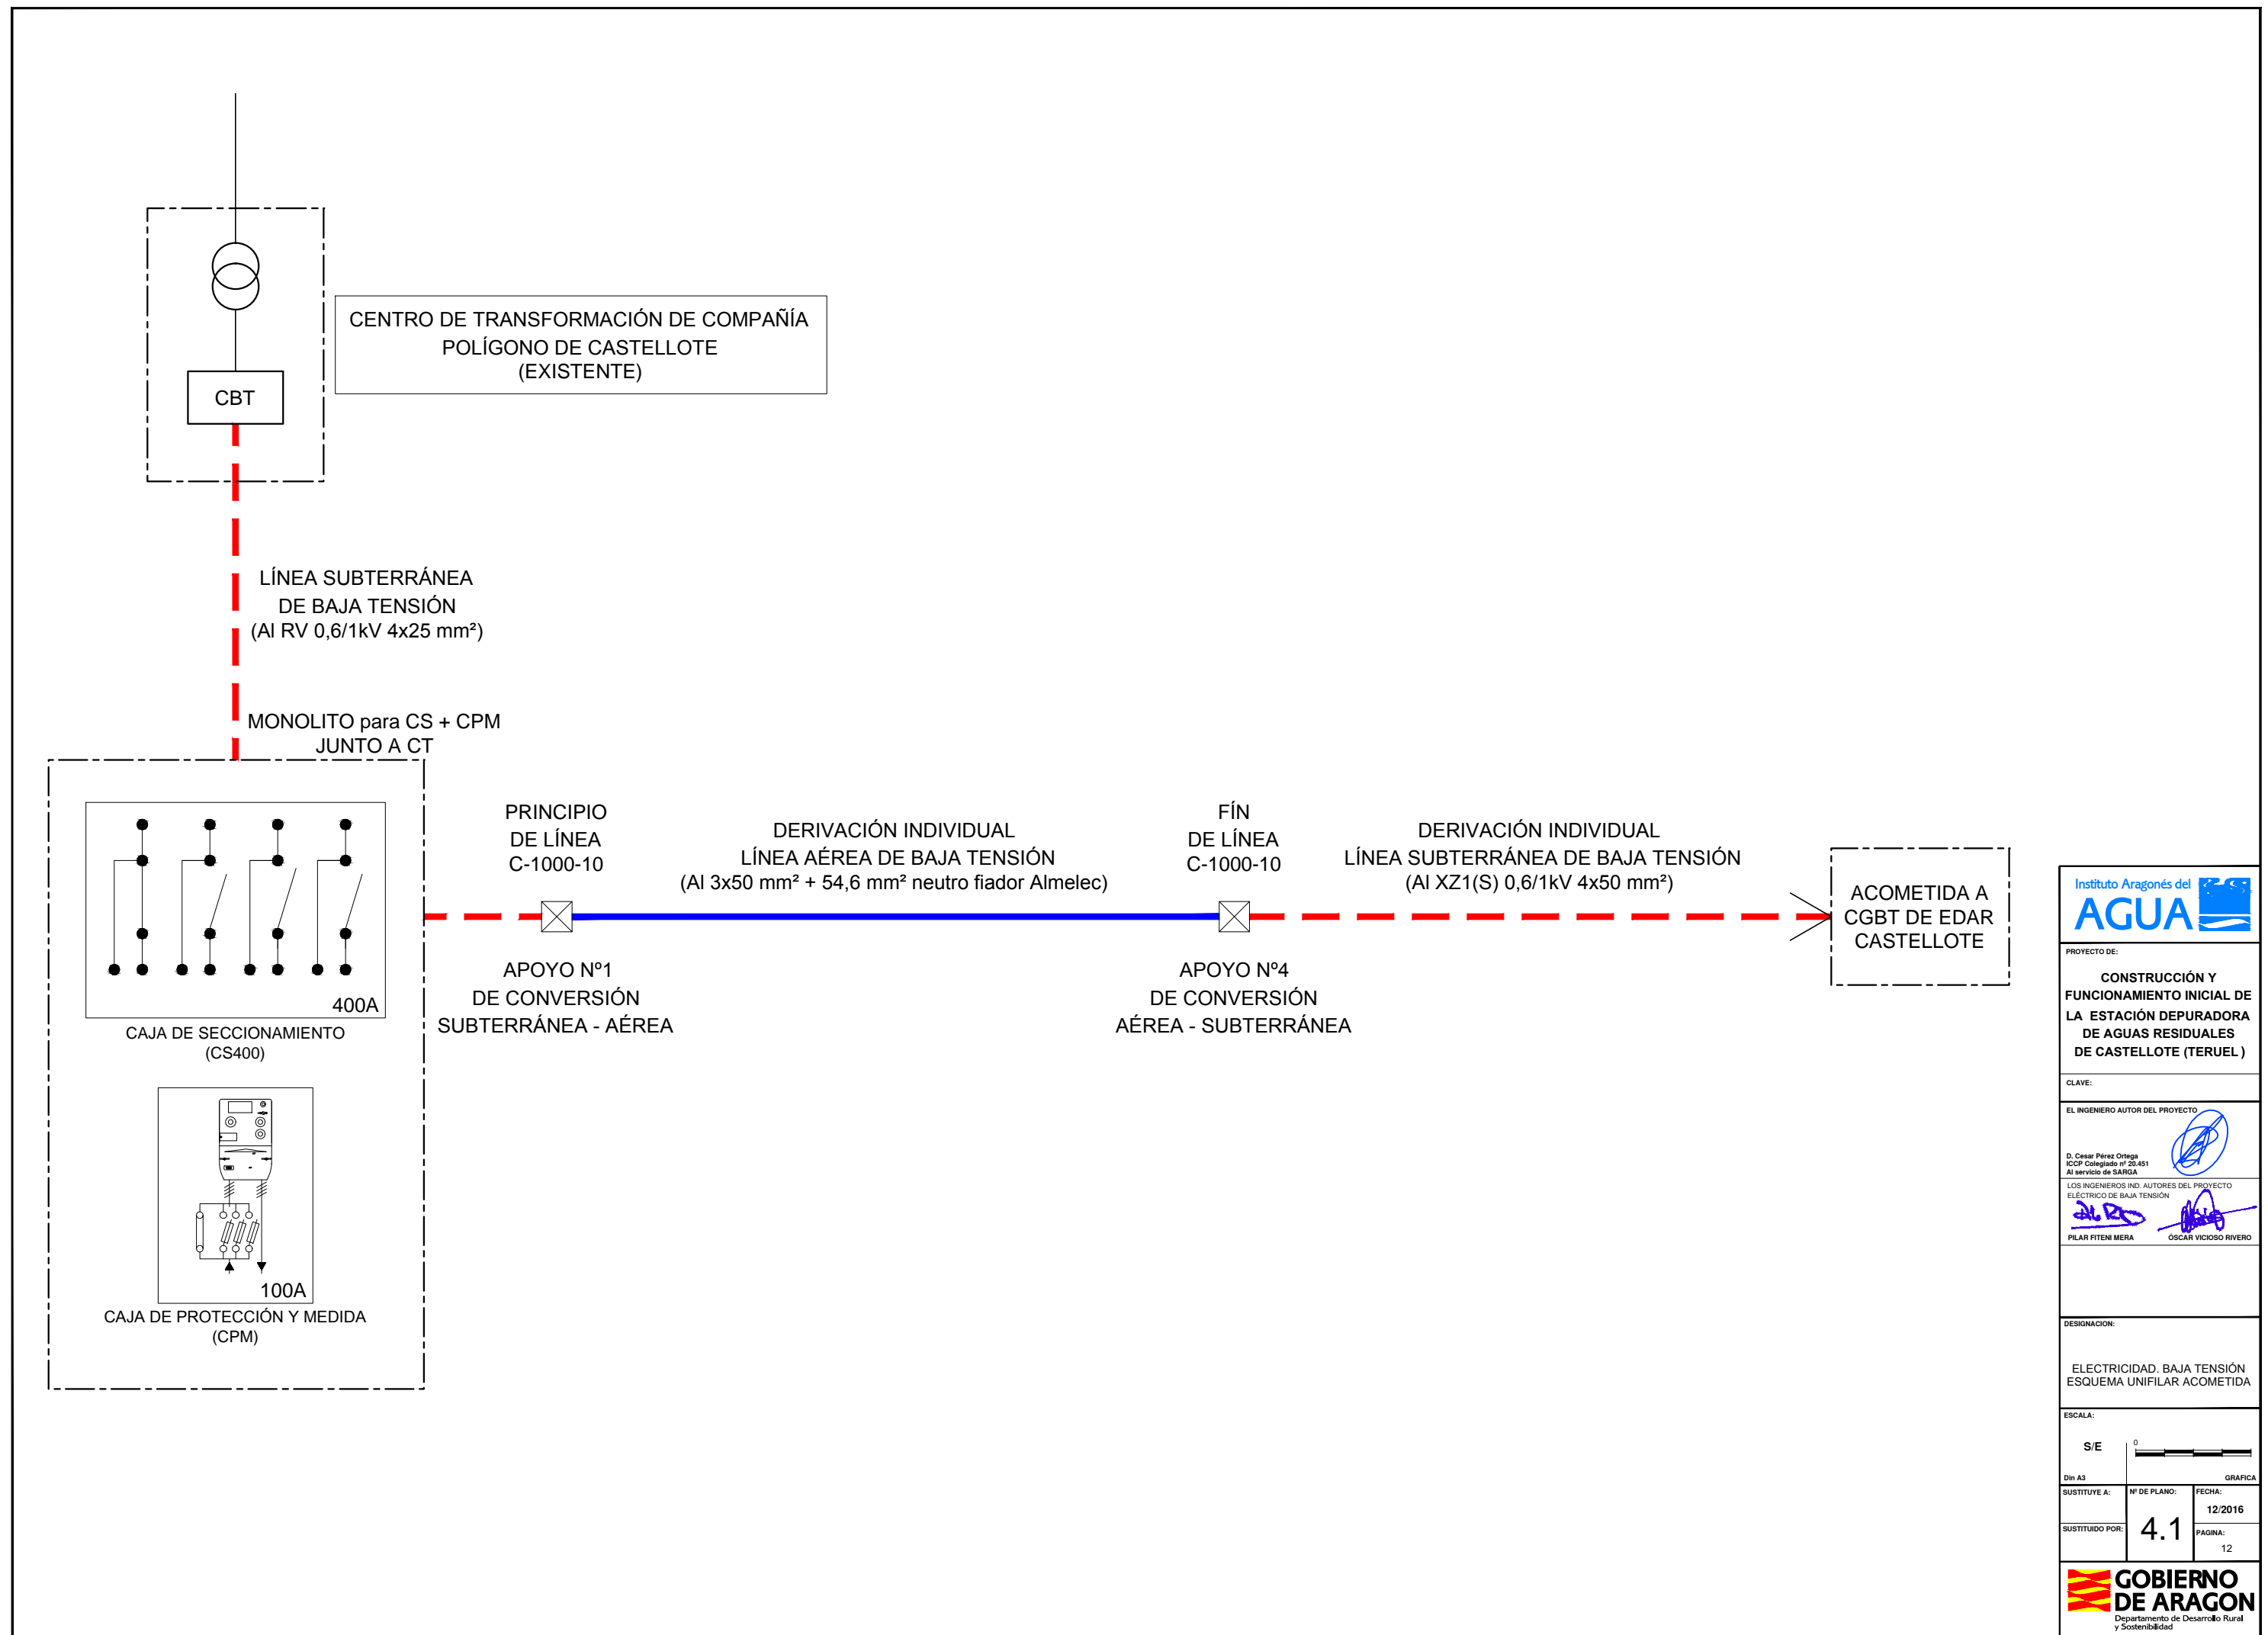 CENTRO DE TRANSFORMACIÓN DE COMPAÑÍA
POLÍGONO DE CASTELLOTE
(EXISTENTE)
CBT
LÍNEA SUBTERRÁNEA
DE BAJA TENSIÓN
(Al RV 0,6/1kV 4x25 mm²)
MONOLITO para CS + CPM
JUNTO A CT
400A
CAJA DE SECCIONAMIENTO
(CS400)
100A
CAJA DE PROTECCIÓN Y MEDIDA
(CPM)
PRINCIPIO
DE LÍNEA
C-1000-10
APOYO Nº1
DE CONVERSIÓN
SUBTERRÁNEA - AÉREA
DERIVACIÓN INDIVIDUAL
LÍNEA AÉREA DE BAJA TENSIÓN
(Al 3x50 mm² + 54,6 mm² neutro fiador Almelec)
FÍN
DE LÍNEA
C-1000-10
APOYO Nº4
DE CONVERSIÓN
AÉREA - SUBTERRÁNEA
DERIVACIÓN INDIVIDUAL
LÍNEA SUBTERRÁNEA DE BAJA TENSIÓN
(Al XZ1(S) 0,6/1kV 4x50 mm²)
ACOMETIDA A
CGBT DE EDAR
CASTELLOTE
Instituto Aragonés del
AGUA
PROYECTO DE:
CONSTRUCCIÓN Y
FUNCIONAMIENTO INICIAL DE
LA ESTACIÓN DEPURADORA
DE AGUAS RESIDUALES
DE CASTELLOTE (TERUEL )
CLAVE:
EL INGENIERO AUTOR DEL PROYECTO
D. Cesar Pérez Ortega
ICCP Colegiado nº 20.451
Al servicio de SARGA
LOS INGENIEROS IND. AUTORES DEL PROYECTO
ELÉCTRICO DE BAJA TENSIÓN
PILAR FITENI MERA
ÓSCAR VICIOSO RIVERO
DESIGNACION:
ELECTRICIDAD. BAJA TENSIÓN
ESQUEMA UNIFILAR ACOMETIDA
ESCALA:
S/E
0
Din A3
GRAFICA
SUSTITUYE A:
Nº DE PLANO:
FECHA:
12/2016
SUSTITUIDO POR:
4.1
PAGINA:
12
GOBIERNO
DE ARAGON
Departamento de Desarrollo Rural
y Sostenibilidad